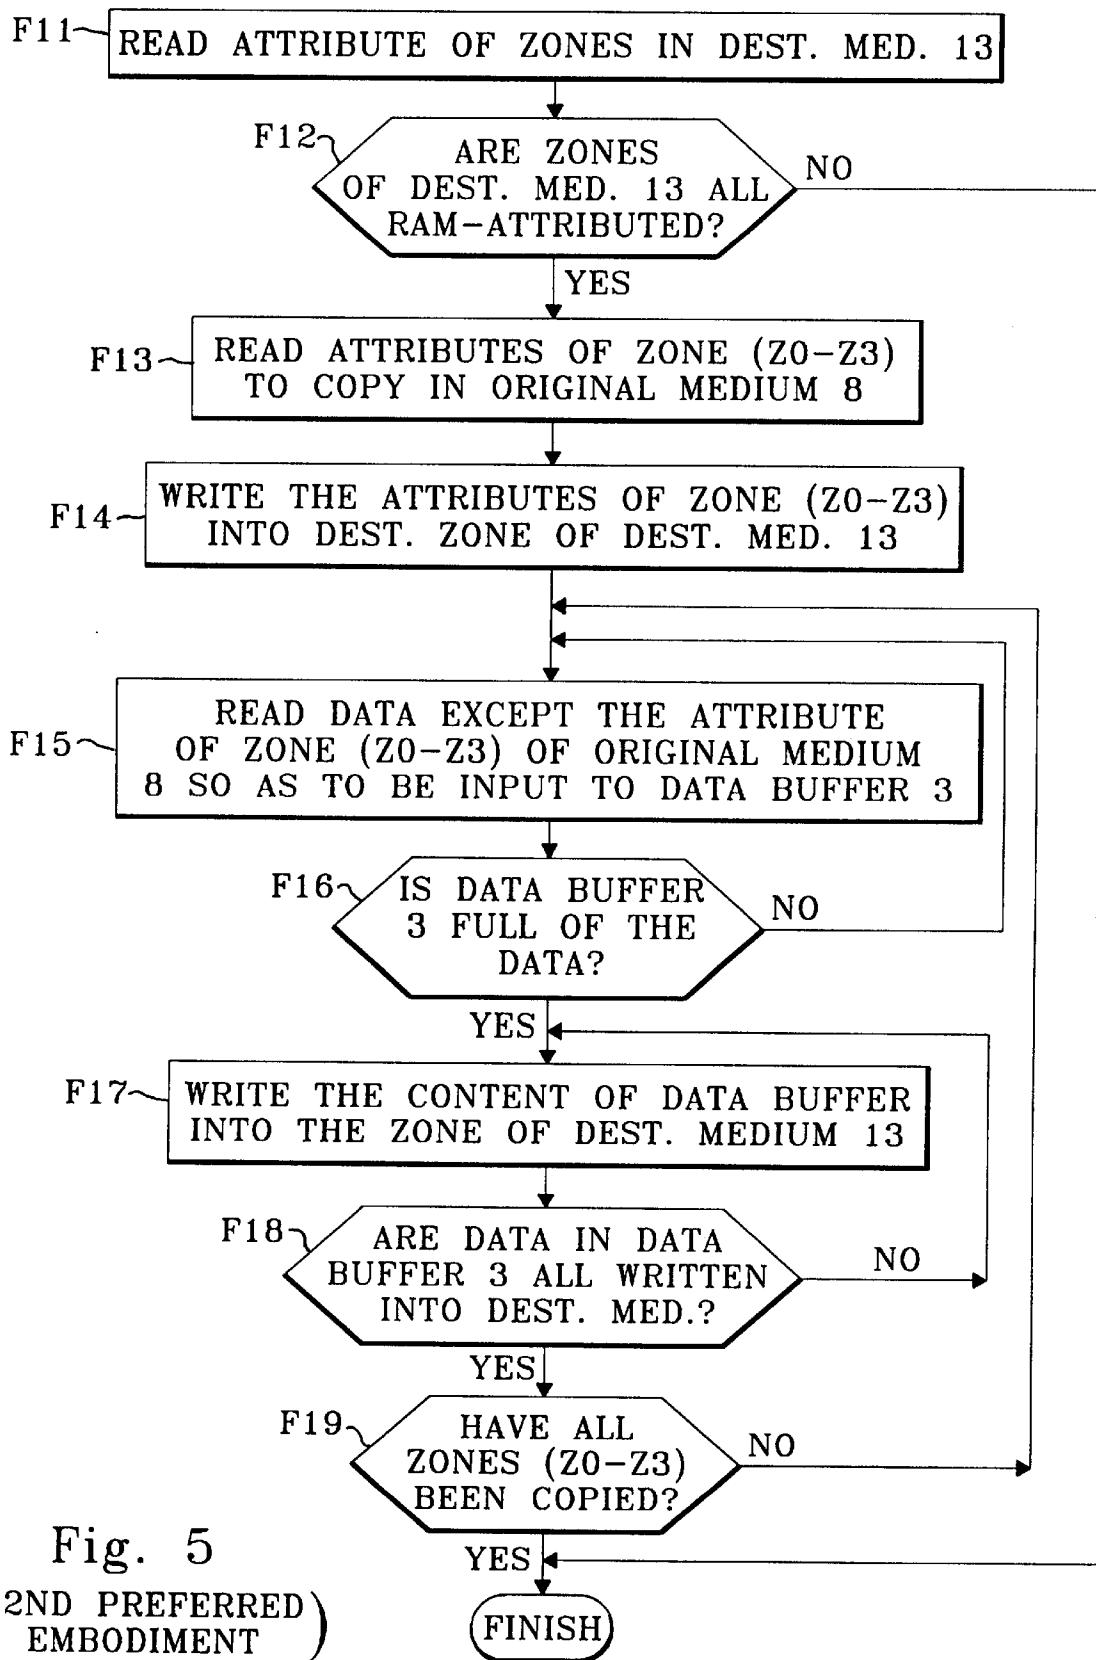 F11
READ ATTRIBUTE OF ZONES IN DEST. MED. 13
F12
ARE ZONES
OF DEST. MED. 13 ALL
RAM-ATTRIBUTED?
NO
YES
F13
READ ATTRIBUTES OF ZONE (Z0-Z3)
TO COPY IN ORIGINAL MEDIUM 8
F14
WRITE THE ATTRIBUTES OF ZONE (Z0-Z3)
INTO DEST. ZONE OF DEST. MED. 13
F15
READ DATA EXCEPT THE ATTRIBUTE
OF ZONE (Z0-Z3) OF ORIGINAL MEDIUM
8 SO AS TO BE INPUT TO DATA BUFFER 3
F16
IS DATA BUFFER
3 FULL OF THE
DATA?
NO
YES
F17
WRITE THE CONTENT OF DATA BUFFER
INTO THE ZONE OF DEST. MEDIUM 13
F18
ARE DATA IN DATA
BUFFER 3 ALL WRITTEN
INTO DEST. MED.?
NO
YES
F19
HAVE ALL
ZONES (Z0-Z3)
BEEN COPIED?
NO
YES
FINISH
Fig. 5
2ND PREFERRED
EMBODIMENT )